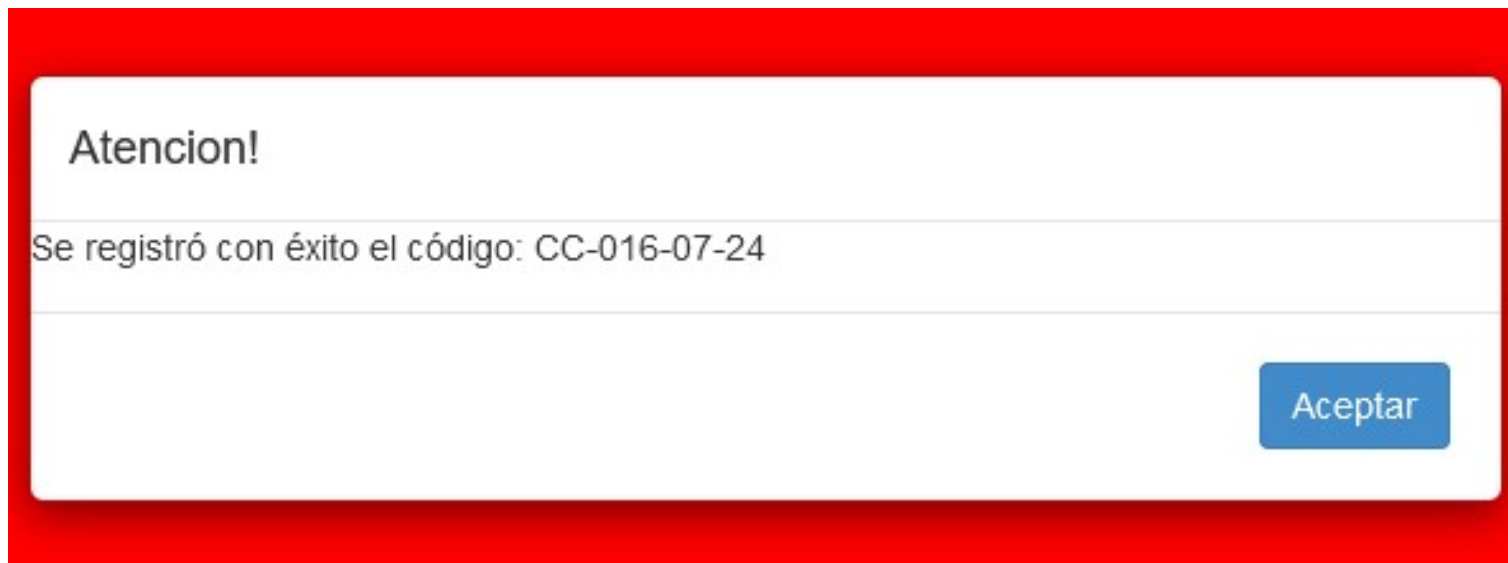 Atencion!
Se registró con éxito el código: CC-016-07-24
Aceptar